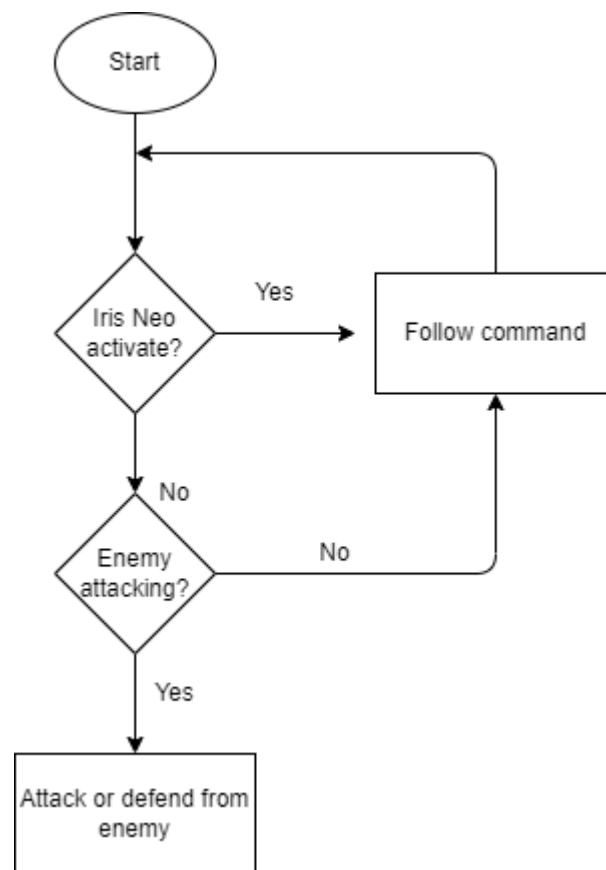 Start
Iris Neo
activate?
Yes
Follow command
No
Enemy
attacking?
No
Yes
Attack or defend from
enemy